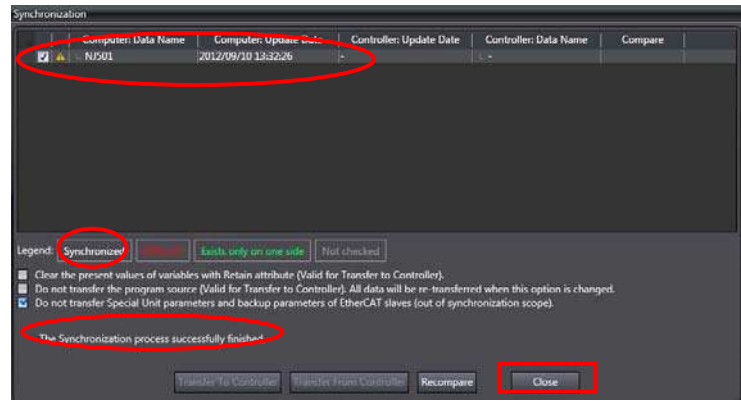 Synchronization
Computer: Data Name Computer: Update Date Controller: Update Date Controller: Data Name Compare
NJ501 2012/09/10 13:32:26 - -
Legend: Synchronized Exists only on one side Not checked
Clear the present values of variables with Retain attribute (Valid for Transfer to Controller).
Do not transfer the program source (Valid for Transfer to Controller). All data will be re-transferred when this option is changed.
Do not transfer Special Unit parameters and backup parameters of EtherCAT slaves (out of synchronization scope).
The Synchronization process successfully finished
Transfer To Controller Transfer From Controller Recompare Close